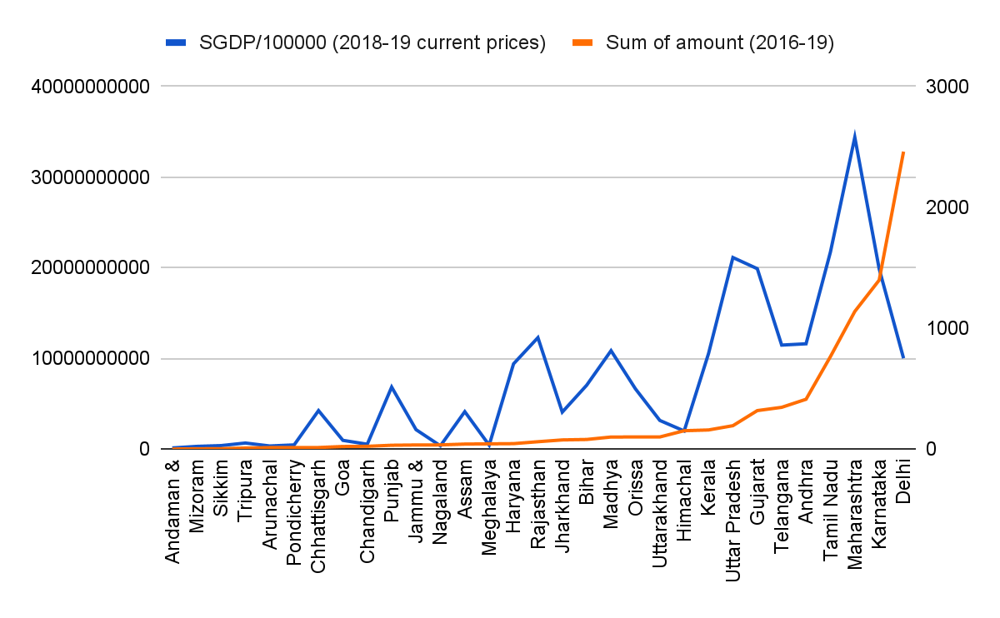 SGDP/100000 (2018-19 current prices) Sum of amount (2016-19)
40000000000
30000000000
20000000000
10000000000
0
3000
2000
1000
0
Andaman &
Mizoram
Sikkim
Tripura
Arunachal
Pondicherry
Chhattisgarh
Goa
Chandigarh
Punjab
Jammu &
Nagaland
Assam
Meghalaya
Haryana
Rajasthan
Jharkhand
Bihar
Madhya
Orissa
Uttarakhand
Himachal
Kerala
Uttar Pradesh
Gujarat
Telangana
Andhra
Tamil Nadu
Maharashtra
Karnataka
Delhi